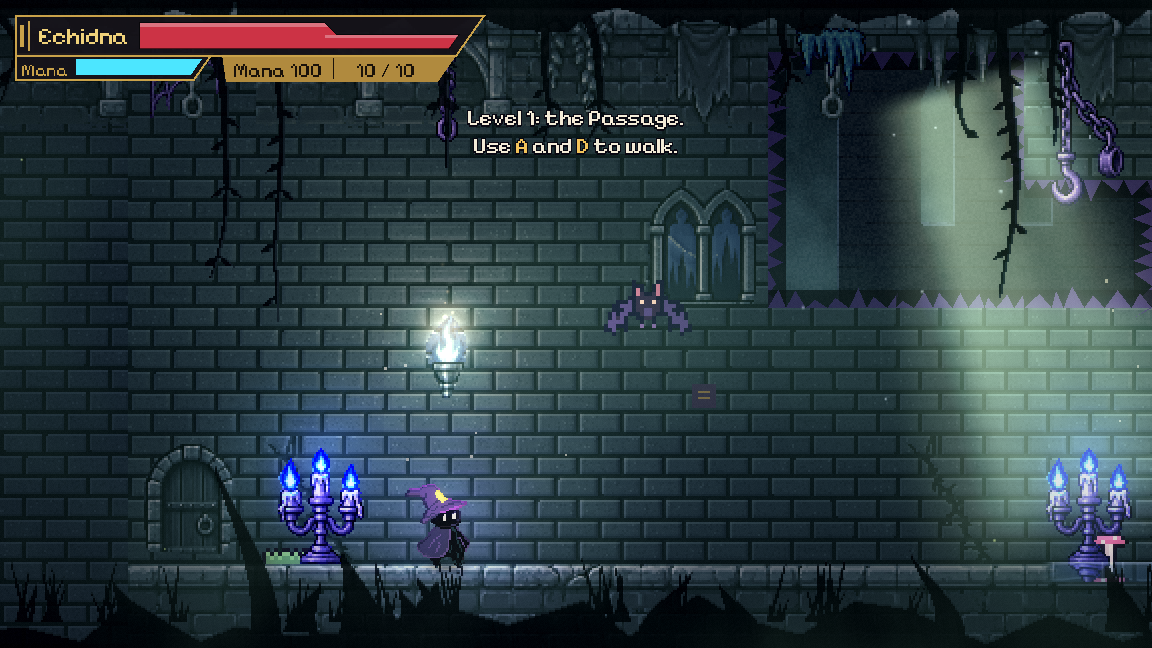 Echidna
Mana
Mana 100 | 10 / 10
Level 1: the Passage.
Use A and D to walk.